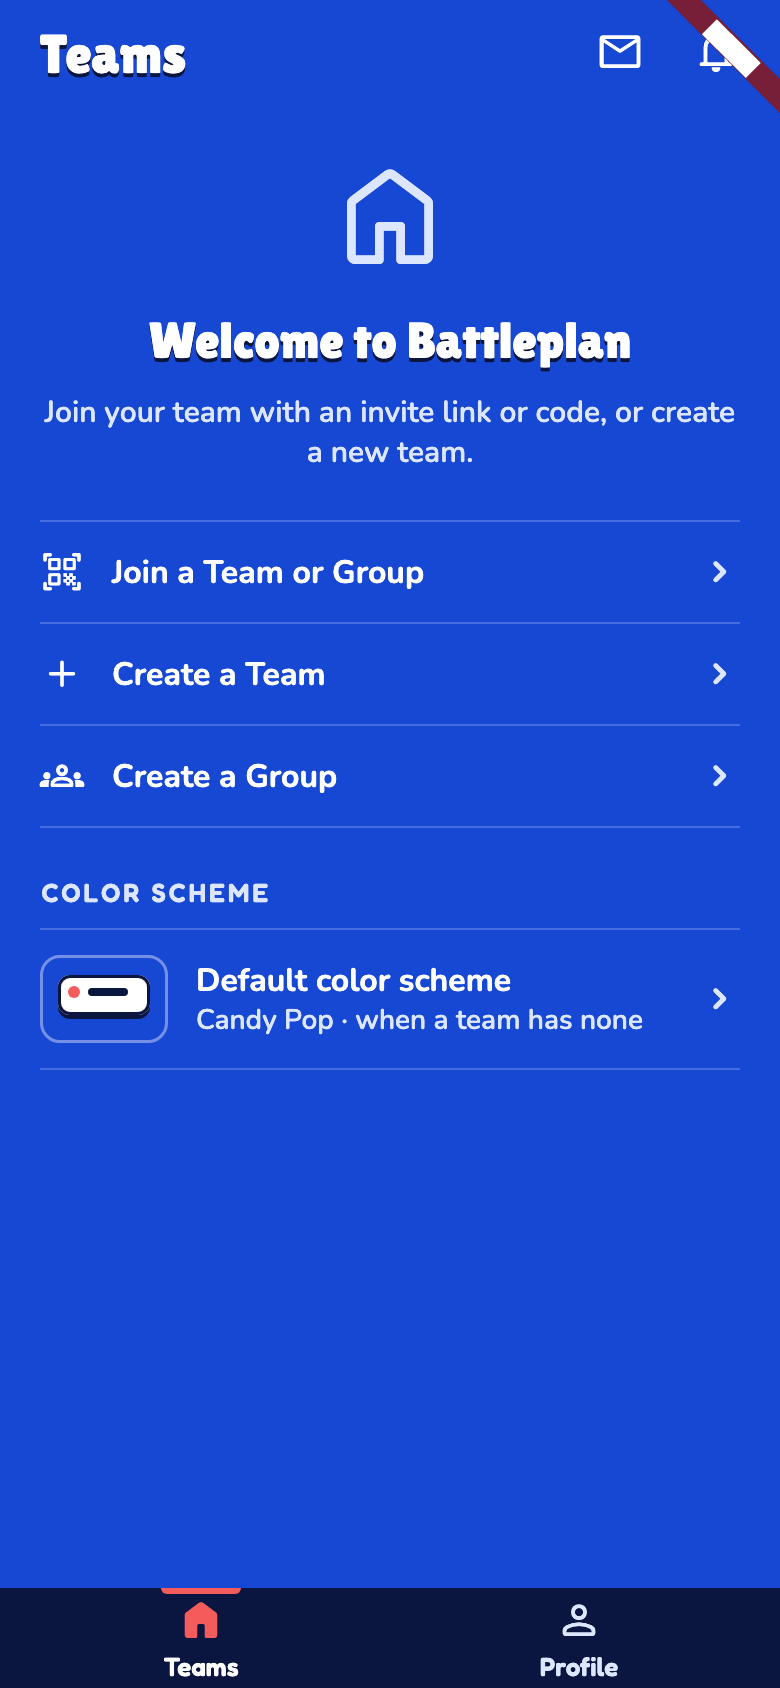 Teams
Welcome to Battleplan
Join your team with an invite link or code, or create
a new team.
Join a Team or Group
Create a Team
Create a Group
COLOR SCHEME
Default color scheme
Candy Pop · when a team has none
Teams
Profile